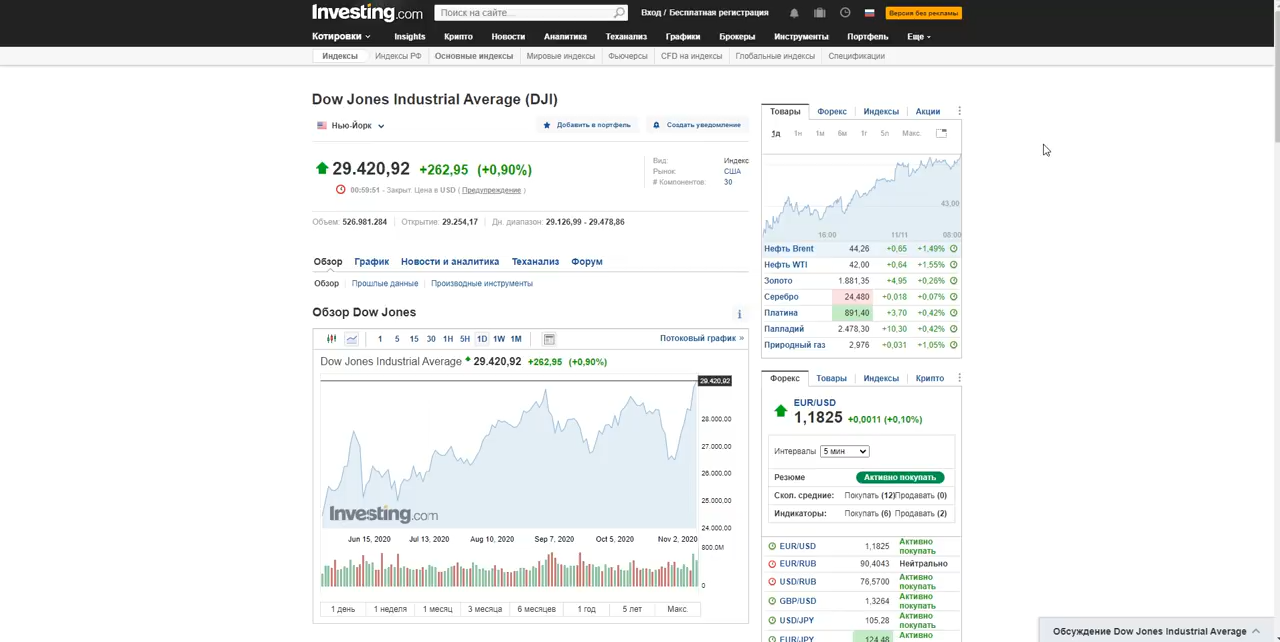 Investing.com
Поиск на сайте...
Вход / Бесплатная регистрация
Версия без рекламы
Котировки Insights Крипто Новости Аналитика Теханализ Графики Брокеры Инструменты Портфель Еще
Индексы Индексы РФ Основные индексы Мировые индексы Фьючерсы CFD на индексы Глобальные индексы Спецификации
Dow Jones Industrial Average (DJI)
Нью-Йорк
Добавить в портфель
Создать уведомление
29.420,92 +262,95 (+0,90%)
00:59:51 - Закрыт. Цена в USD ( Предупреждение )
Вид: Индекс
Рынок: США
# Компонентов: 30
Объем: 526.981.284 Открытие: 29.254,17 Дн. диапазон: 29.126,99 - 29.478,86
Обзор График Новости и аналитика Теханализ Форум
Обзор Прошлые данные Производные инструменты
Обзор Dow Jones
1 5 15 30 1H 5H 1D 1W 1M
Потоковый график »
Dow Jones Industrial Average 29.420,92 +262,95 (+0,90%)
29.420,92
28.000,00
27.000,00
26.000,00
25.000,00
24.000,00
Investing.com
Jun 15, 2020 Jul 13, 2020 Aug 10, 2020 Sep 7, 2020 Oct 5, 2020 Nov 2, 2020
800.0M
0
1 день 1 неделя 1 месяц 3 месяца 6 месяцев 1 год 5 лет Макс.
Товары Форекс Индексы Акции
1д 1н 1м 6м 1г 5л Макс.
43,00
16:00 11/11 08:00
Нефть Brent 44,26 +0,65 +1,49%
Нефть WTI 42,00 +0,64 +1,55%
Золото 1.881,35 +4,95 +0,26%
Серебро 24,480 +0,018 +0,07%
Платина 891,40 +3,70 +0,42%
Палладий 2.478,30 +10,30 +0,42%
Природный газ 2,976 +0,031 +1,05%
Форекс Товары Индексы Крипто
EUR/USD
1,1825 +0,0011 (+0,10%)
Интервалы 5 мин
Резюме Активно покупать
Скол. средние: Покупать (12) Продавать (0)
Индикаторы: Покупать (6) Продавать (2)
EUR/USD 1,1825 Активно покупать
EUR/RUB 90,4043 Нейтрально
USD/RUB 76,5700 Активно покупать
GBP/USD 1,3264 Активно покупать
USD/JPY 105,28 Активно покупать
EUR/JPY 124,48 Активно
Обсуждение Dow Jones Industrial Average